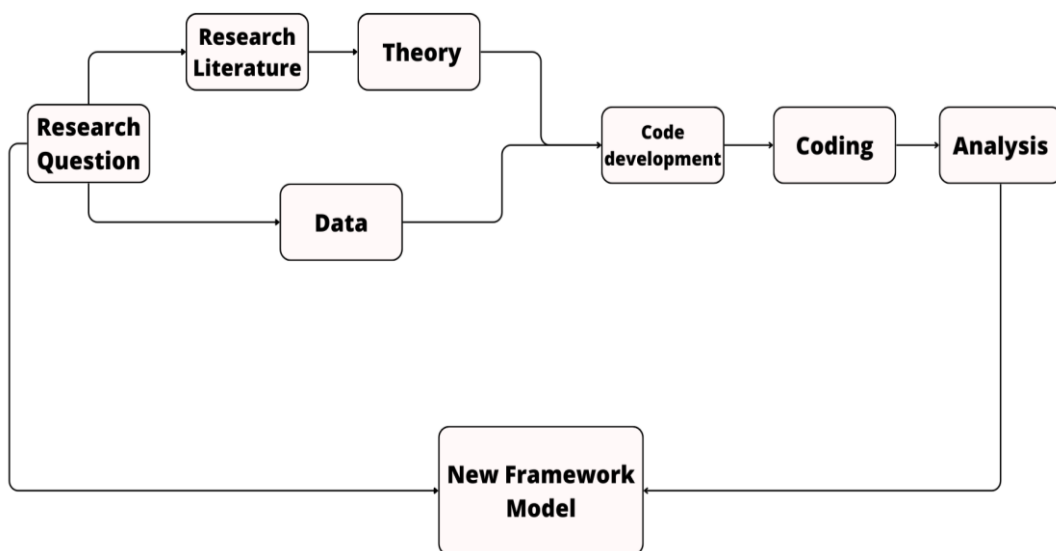 Research
Literature
Theory
Research
Question
Code
development
Coding
Analysis
Data
New Framework
Model